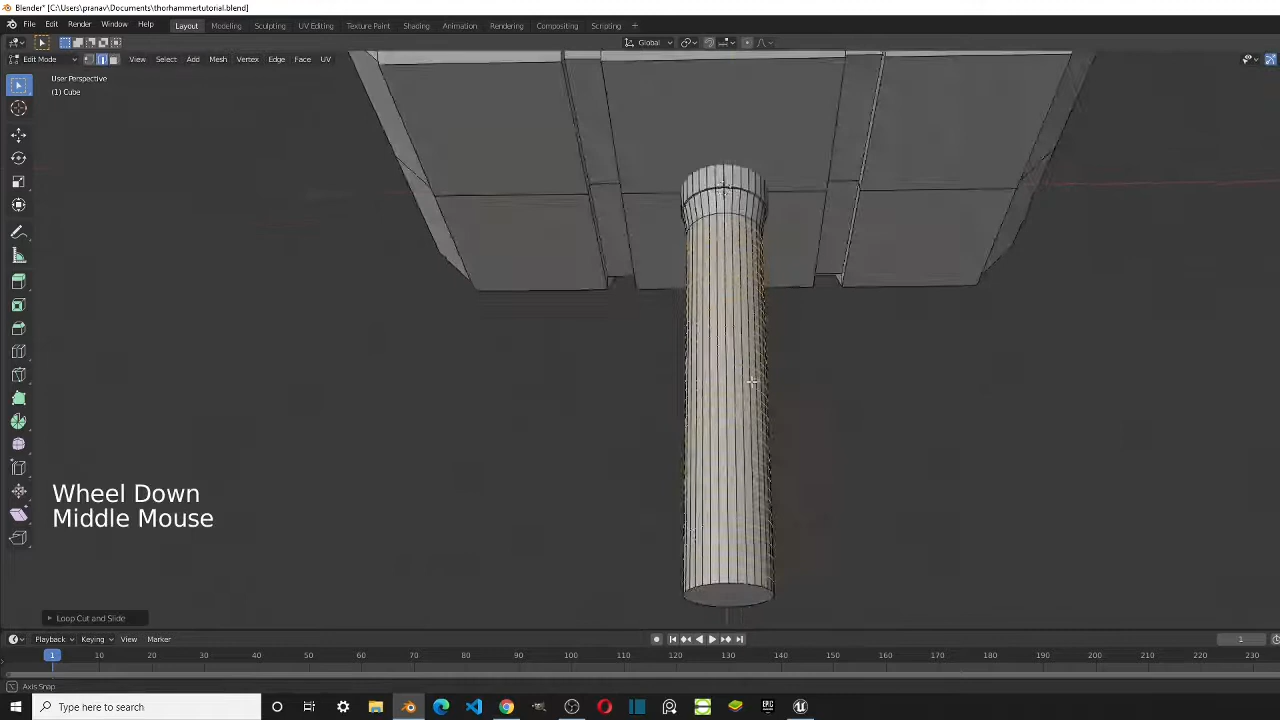 Blender* [C:\Users\pranav\Documents\thorhammertutorial.blend]
File Edit Render Window Help Layout Modeling Sculpting UV Editing Texture Paint Shading Animation Rendering Compositing Scripting +
Global
Edit Mode View Select Add Mesh Vertex Edge Face UV
User Perspective
(1) Cube
Wheel Down
Middle Mouse
Loop Cut and Slide
Playback Keying View Marker 1
1 10 20 30 40 50 60 70 80 90 100 110 120 130 140 150 160 170 180 190 200 210 220 230
Axis Snap
Type here to search
EPIC